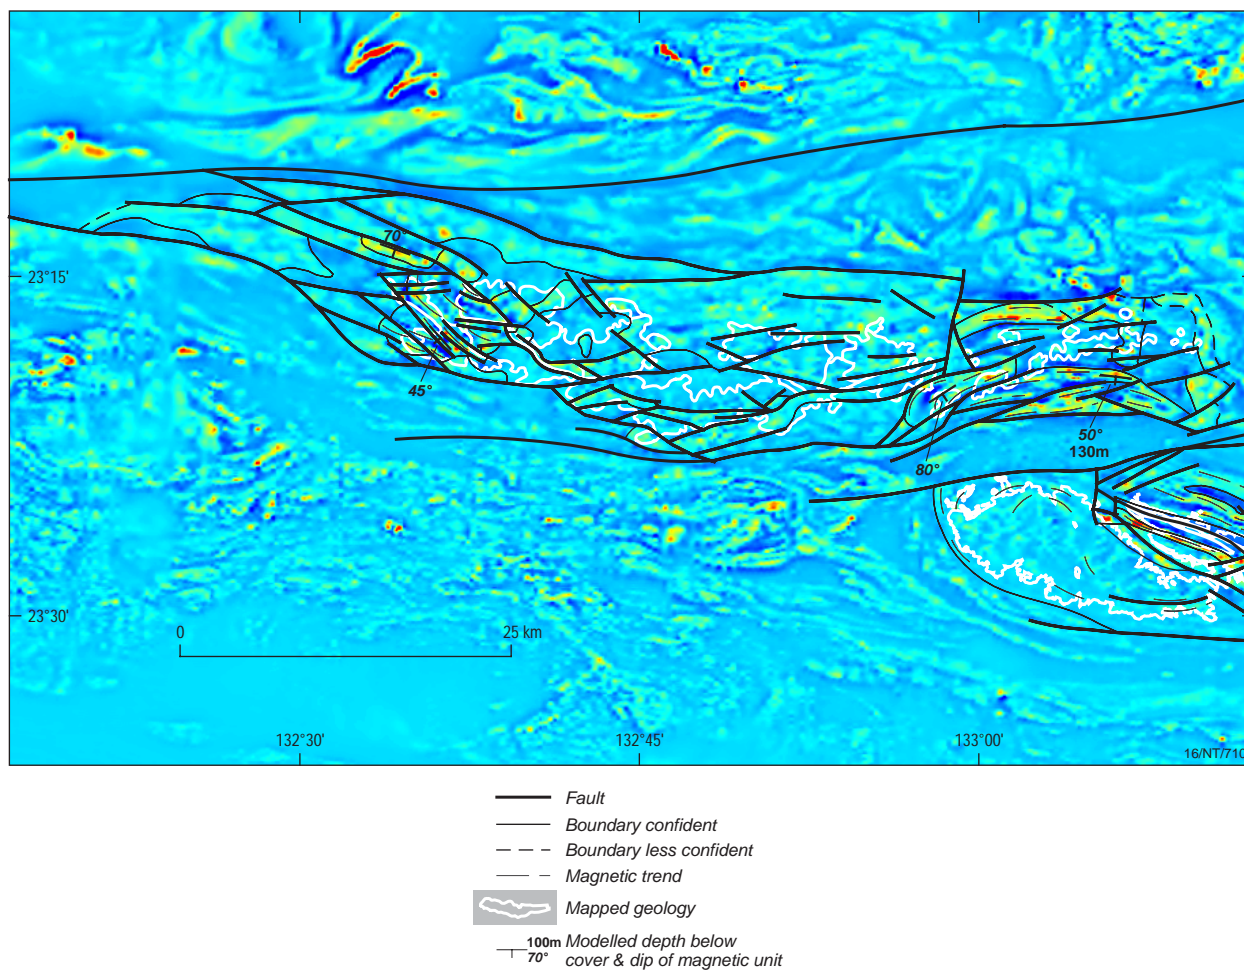 70°
23°15'
45°
50°
130m
80°
23°30'
0
25 km
132°30'
132°45'
133°00'
16/NT/710
Fault
Boundary confident
Boundary less confident
Magnetic trend
Mapped geology
100m Modelled depth below
70° cover & dip of magnetic unit